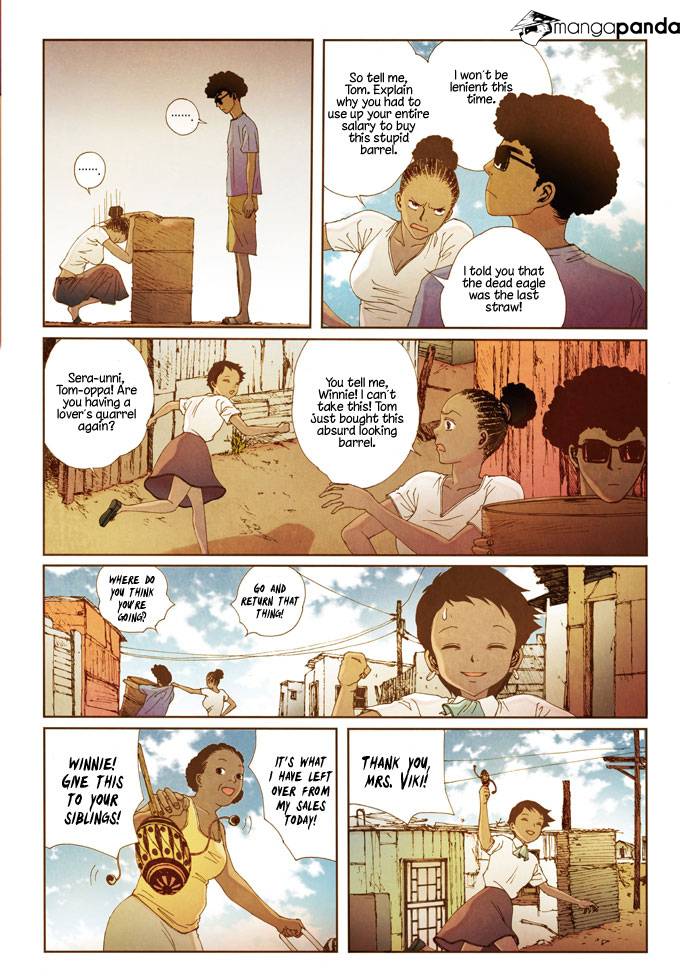 mangapanda
.......
.......
So tell me,
Tom. Explain
why you had to
use up your entire
salary to buy
this stupid
barrel.
I won't be
lenient this
time.
I told you that
the dead eagle
was the last
straw!
Sera-unni,
Tom-oppa! Are
you having a
lover's quarrel
again?
You tell me,
Winnie! I can't
take this! Tom
just bought this
absurd looking
barrel.
WHERE DO
YOU THINK
YOU'RE
GOING?
GO AND
RETURN THAT
THING!
WINNIE!
GIVE THIS
TO YOUR
SIBLINGS!
IT'S WHAT
I HAVE LEFT
OVER FROM
MY SALES
TODAY!
THANK YOU,
MRS. VIKI!